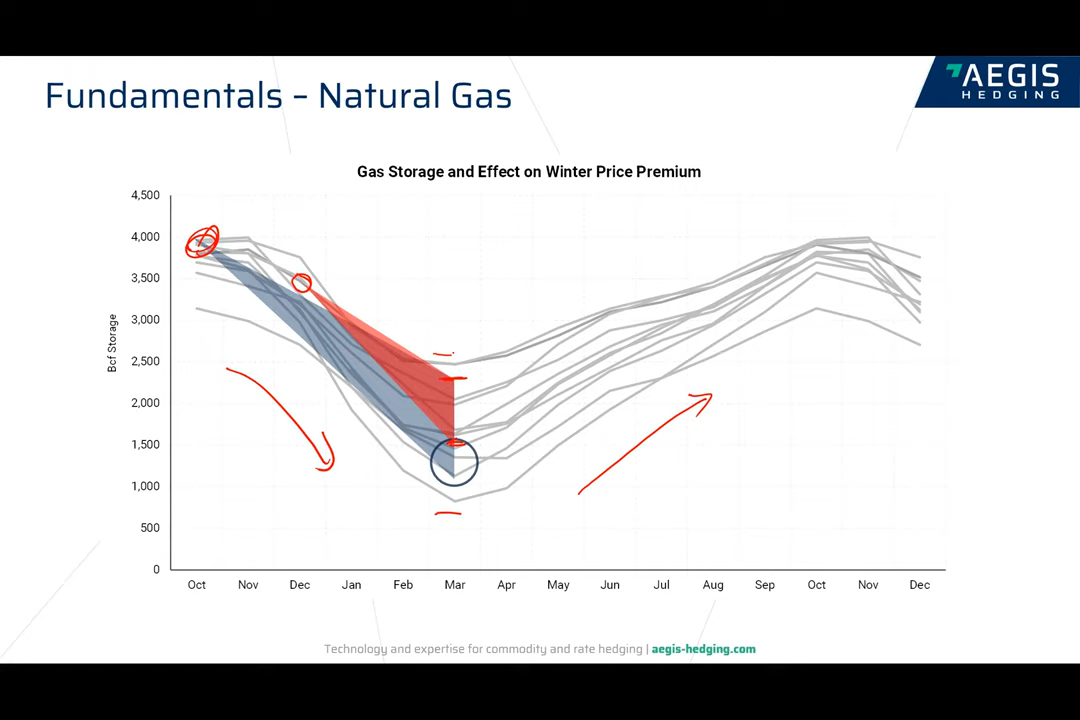 Fundamentals – Natural Gas
AEGIS
HEDGING
Gas Storage and Effect on Winter Price Premium
Bcf Storage
4,500
4,000
3,500
3,000
2,500
2,000
1,500
1,000
500
0
Oct Nov Dec Jan Feb Mar Apr May Jun Jul Aug Sep Oct Nov Dec
Technology and expertise for commodity and rate hedging | aegis-hedging.com